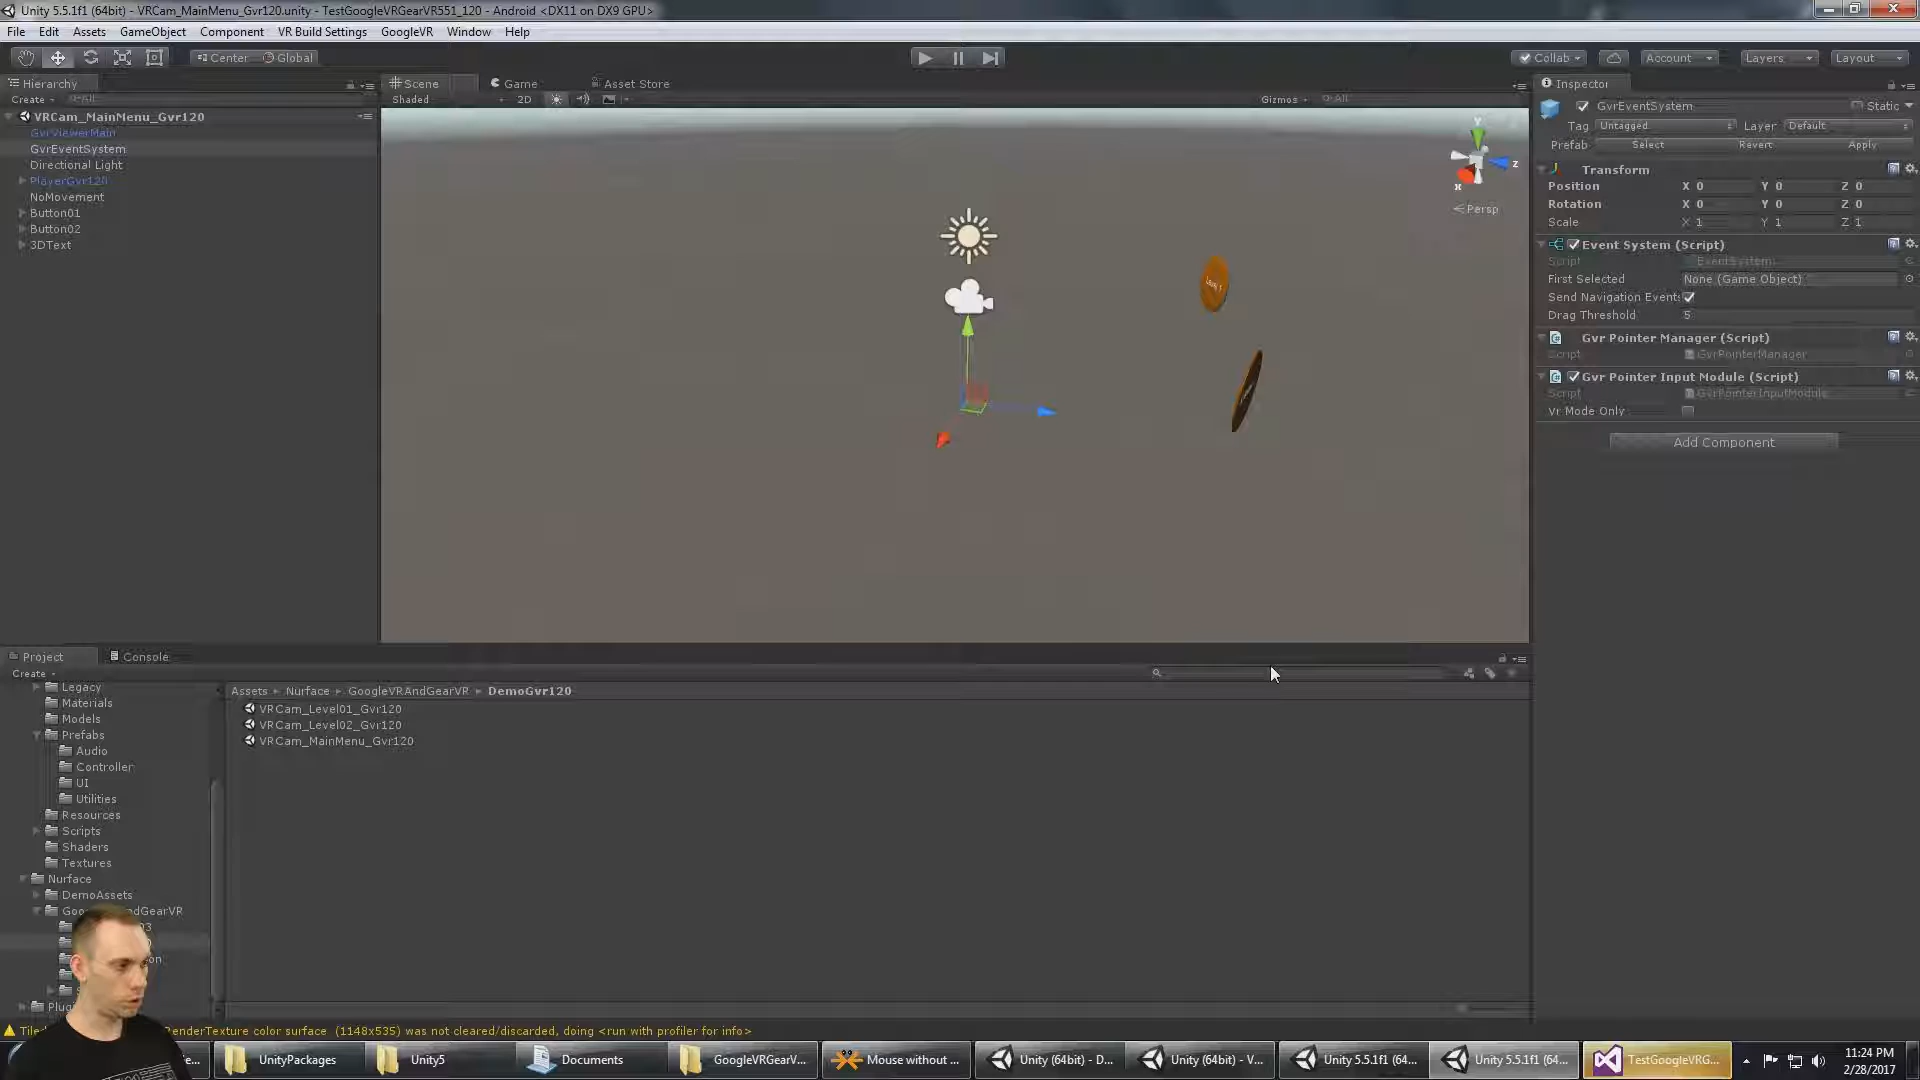 Unity 5.5.1f1 (64bit) - VRCam_MainMenu_Gvr120.unity - TestGoogleVRGearVR551_120 - Android <DX11 on DX9 GPU>
File Edit Assets GameObject Component VR Build Settings GoogleVR Window Help
Center Global Collab Account Layers Layout
Hierarchy Scene Game Asset Store Inspector
Create All Shaded 2D Gizmos All
VRCam_MainMenu_Gvr120
GvrViewerMain
GvrEventSystem
Directional Light
PlayerGvr120
NoMovement
Button01
Button02
3DText
y
z
x
Persp
GvrEventSystem Static
Tag Untagged Layer Default
Prefab Select Revert Apply
Transform
Position X 0 Y 0 Z 0
Rotation X 0 Y 0 Z 0
Scale X 1 Y 1 Z 1
Event System (Script)
Script EventSystem
First Selected None (Game Object)
Send Navigation Events
Drag Threshold 5
Gvr Pointer Manager (Script)
Script GvrPointerManager
Gvr Pointer Input Module (Script)
Script GvrPointerInputModule
Vr Mode Only
Add Component
Project Console
Create
Legacy
Materials
Models
Prefabs
Audio
Controller
UI
Utilities
Resources
Scripts
Shaders
Textures
Nurface
DemoAssets
Goo ndGearVR
Assets Nurface GoogleVRAndGearVR DemoGvr120
VRCam_Level01_Gvr120
VRCam_Level02_Gvr120
VRCam_MainMenu_Gvr120
RenderTexture color surface (1148x535) was not cleared/discarded, doing <run with profiler for info>
UnityPackages Unity5 Documents GoogleVRGearV... Mouse without ... Unity (64bit) - D... Unity (64bit) - V... Unity 5.5.1f1 (64... Unity 5.5.1f1 (64... TestGoogleVRG...
11:24 PM
2/28/2017